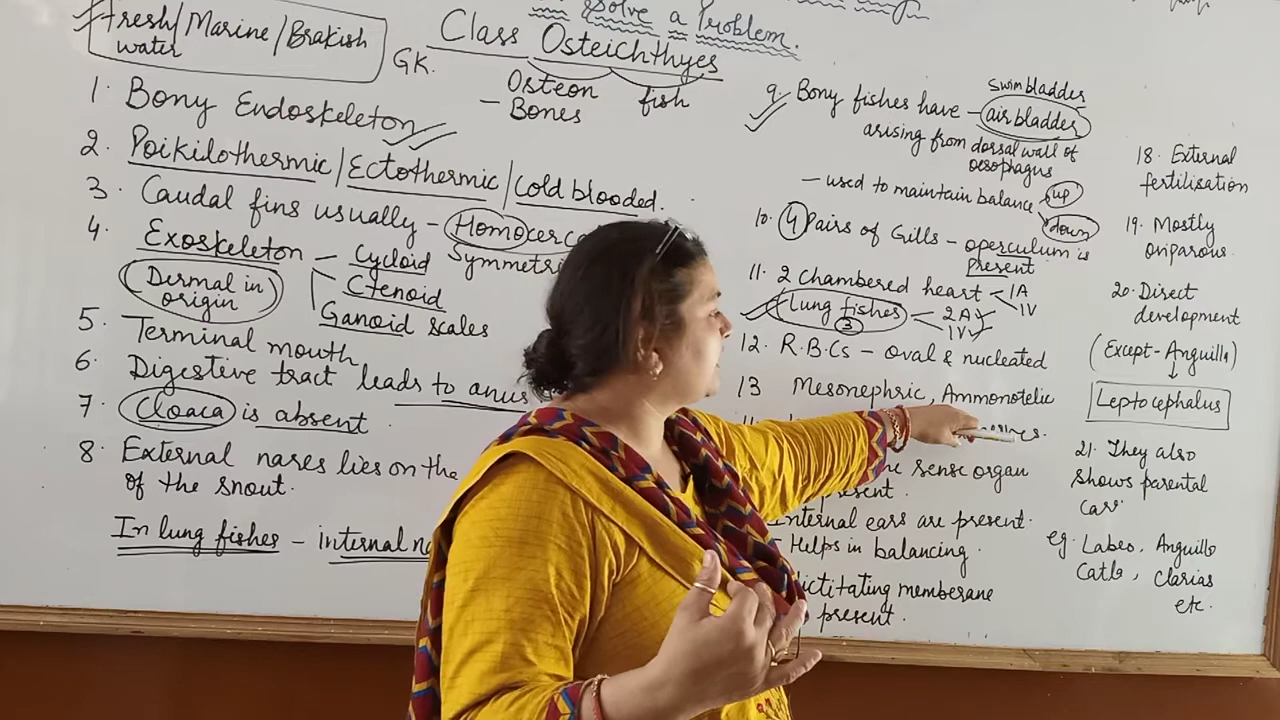 Solve a Problem.
Fresh/Marine/Brakish
water
GK.
Class Osteichthyes
Osteon
fish
- Bones
1. Bony Endoskeleton
2. Poikilothermic/Ectothermic/Cold blooded.
3. Caudal fins usually - Homocerc
Symmetri
4. Exoskeleton - Cycloid
Ctenoid
Ganoid scales
Dermal in
origin
5. Terminal mouth
6. Digestive tract leads to anus
7. Cloaca is absent.
8. External nares lies on the
of the snout.
In lung fishes - internal na
swimbladders
9. Bony fishes have - airbladder
arising from dorsal wall of
oesophagus
- used to maintain balance up
down
10. 4 Pairs of Gills - operculum is
present
11. 2 chambered heart 1A
1V
Lung fishes 2A
3 1V
12. R.B.Cs - oval & nucleated
13 Mesonephric, Ammonotelic
sense organ
present.
Internal ears are present.
- Helps in balancing.
membrane
present.
18. External
fertilisation
19. Mostly
oviparous.
20. Direct
development
(Except - Anguilla)
Leptocephalus
21. They also
shows parental
car
eg. Labeo, Anguilla
Catla, Clarias
etc.